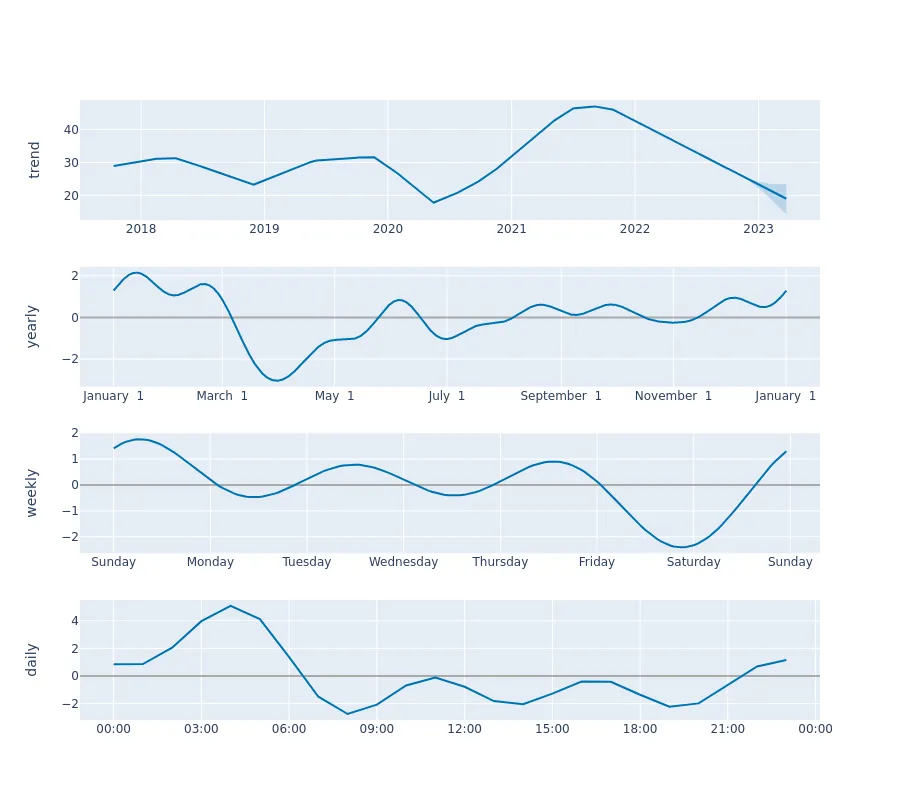 trend
40
30
20
2018 2019 2020 2021 2022 2023
yearly
2
0
−2
January 1 March 1 May 1 July 1 September 1 November 1 January 1
weekly
2
1
0
−1
−2
Sunday Monday Tuesday Wednesday Thursday Friday Saturday Sunday
daily
4
2
0
−2
00:00 03:00 06:00 09:00 12:00 15:00 18:00 21:00 00:00